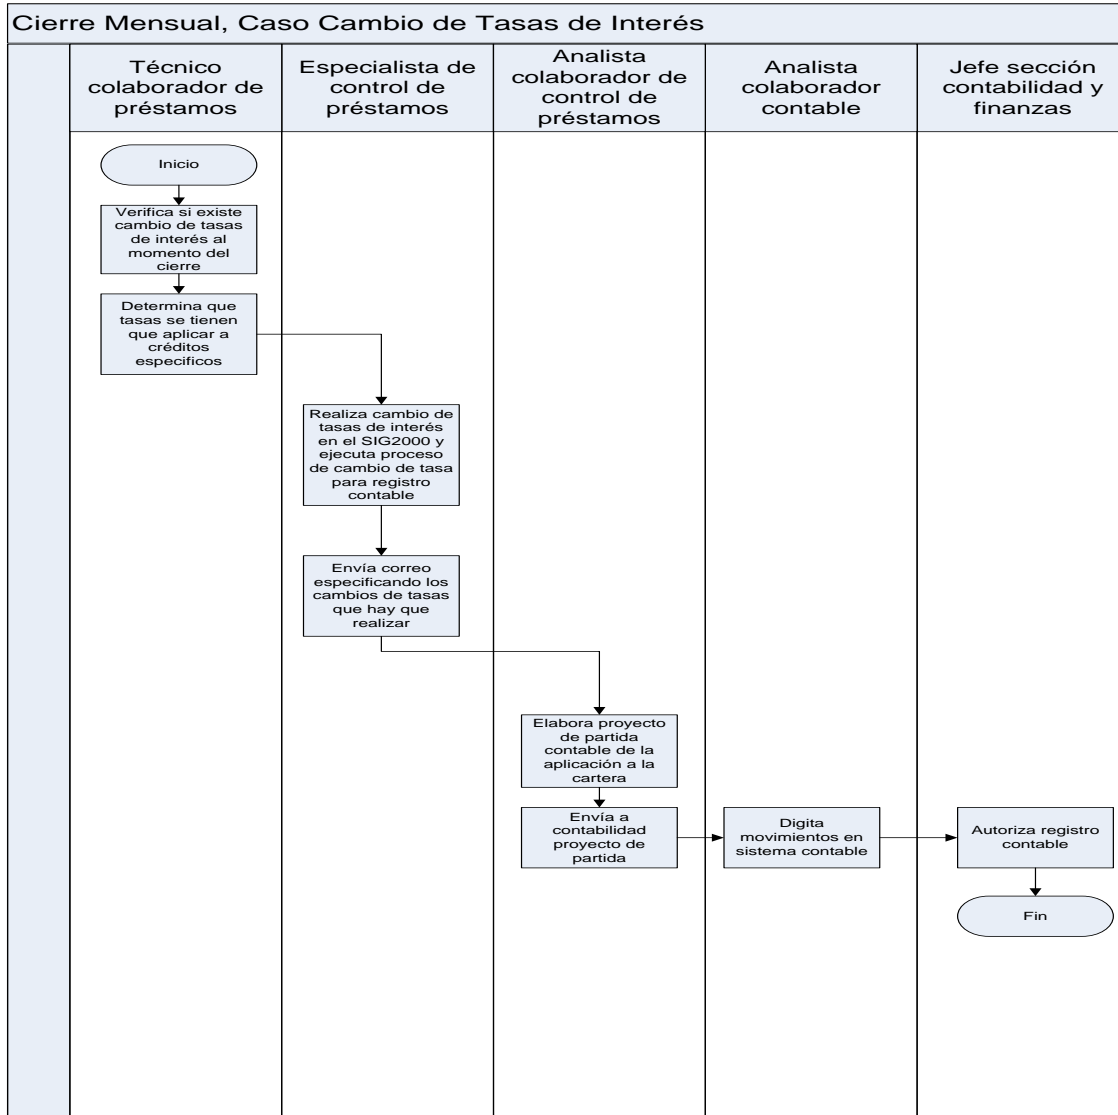 Cierre Mensual, Caso Cambio de Tasas de Interés
Técnico
colaborador de
préstamos
Especialista de
control de
préstamos
Analista
colaborador de
control de
préstamos
Analista
colaborador
contable
Jefe sección
contabilidad y
finanzas
Inicio
Verifica si existe
cambio de tasas
de interés al
momento del
cierre
Determina que
tasas se tienen
que aplicar a
créditos
especificos
Realiza cambio de
tasas de interés
en el SIG2000 y
ejecuta proceso
de cambio de tasa
para registro
contable
Envía correo
especificando los
cambios de tasas
que hay que
realizar
Elabora proyecto
de partida
contable de la
aplicación a la
cartera
Envía a
contabilidad
proyecto de
partida
Digita
movimientos en
sistema contable
Autoriza registro
contable
Fin